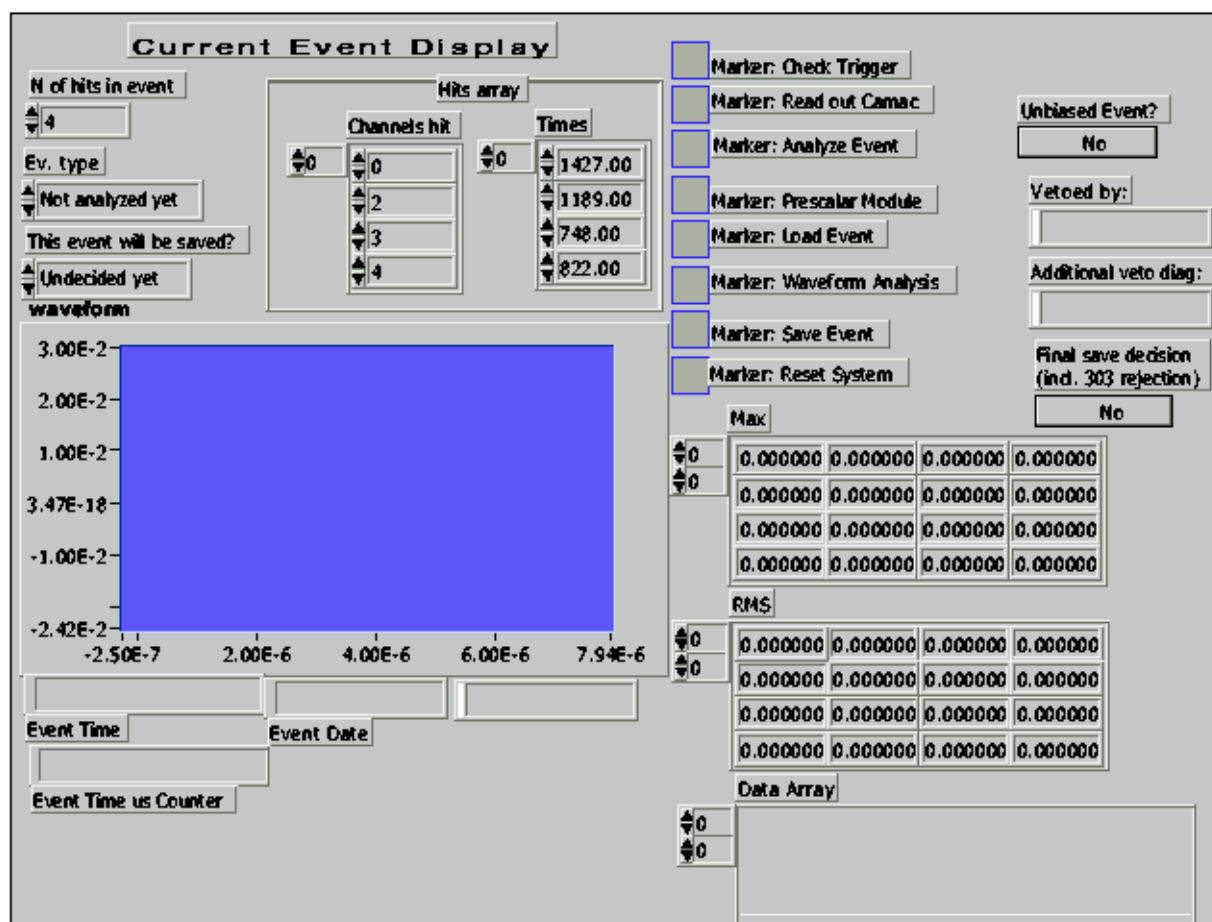 Current Event Display
N of hits in event
4
Ev. type
Not analyzed yet
This event will be saved?
Undecided yet
Hits array
Channels hit
Times
0
0
0
1427.00
2
1189.00
3
748.00
4
822.00
Marker: Check Trigger
Marker: Read out Camac
Marker: Analyze Event
Marker: Prescalar Module
Marker: Load Event
Marker: Waveform Analysis
Marker: Save Event
Marker: Reset System
Unbiased Event?
No
Vetoed by:
Additional veto diag:
Final save decision
(incl. 303 rejection)
No
waveform
3.00E-2
2.00E-2
1.00E-2
3.47E-18
-1.00E-2
-2.42E-2
-2.50E-7 2.00E-6 4.00E-6 6.00E-6 7.94E-6
Event Time
Event Date
Event Time us Counter
Max
0
0
0.000000 0.000000 0.000000 0.000000
0.000000 0.000000 0.000000 0.000000
0.000000 0.000000 0.000000 0.000000
0.000000 0.000000 0.000000 0.000000
RMS
0
0
0.000000 0.000000 0.000000 0.000000
0.000000 0.000000 0.000000 0.000000
0.000000 0.000000 0.000000 0.000000
0.000000 0.000000 0.000000 0.000000
Data Array
0
0